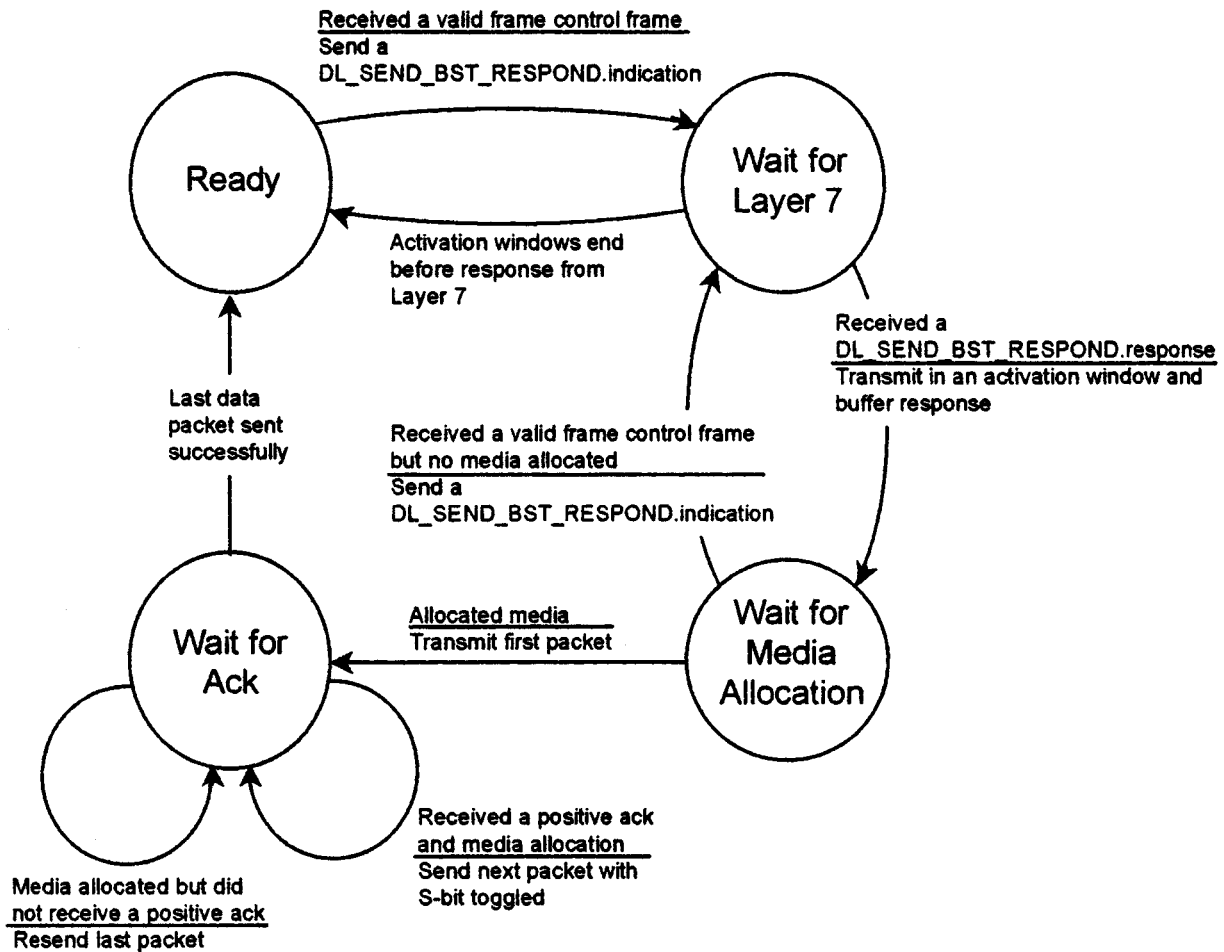 Received a valid frame control frame
Send a
DL_SEND_BST_RESPOND.indication
Ready
Wait for
Layer 7
Activation windows end
before response from
Layer 7
Received a
DL_SEND_BST_RESPOND.response
Transmit in an activation window and
buffer response
Last data
packet sent
successfully
Received a valid frame control frame
but no media allocated
Send a
DL_SEND_BST_RESPOND.indication
Wait for
Ack
Allocated media
Transmit first packet
Wait for
Media
Allocation
Received a positive ack
and media allocation
Send next packet with
S-bit toggled
Media allocated but did
not receive a positive ack
Resend last packet